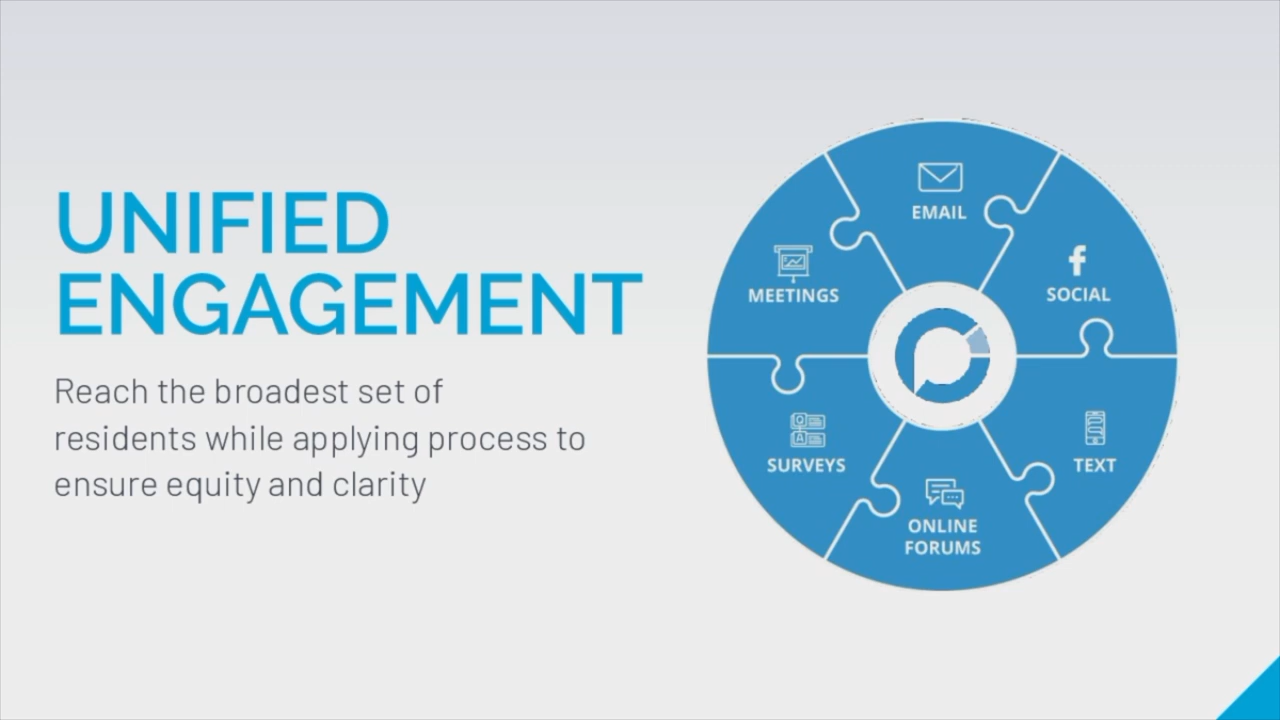 UNIFIED
ENGAGEMENT
Reach the broadest set of
residents while applying process to
ensure equity and clarity
EMAIL
SOCIAL
TEXT
ONLINE
FORUMS
SURVEYS
MEETINGS
Q
A